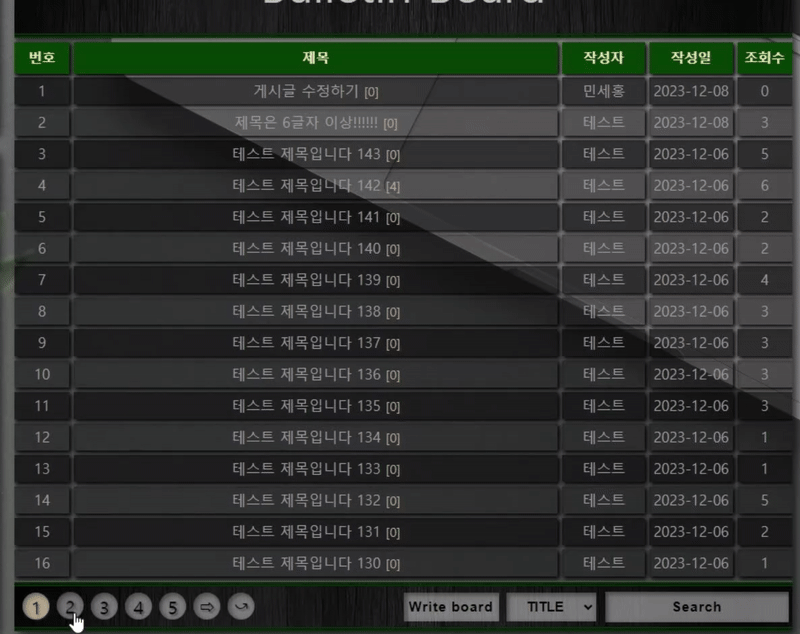 Bulletin Board
번호 제목 작성자 작성일 조회수
1 게시글 수정하기 [0] 민세홍 2023-12-08 0
2 제목은 6글자 이상!!!!!! [0] 테스트 2023-12-08 3
3 테스트 제목입니다 143 [0] 테스트 2023-12-06 5
4 테스트 제목입니다 142 [4] 테스트 2023-12-06 6
5 테스트 제목입니다 141 [0] 테스트 2023-12-06 2
6 테스트 제목입니다 140 [0] 테스트 2023-12-06 2
7 테스트 제목입니다 139 [0] 테스트 2023-12-06 4
8 테스트 제목입니다 138 [0] 테스트 2023-12-06 3
9 테스트 제목입니다 137 [0] 테스트 2023-12-06 3
10 테스트 제목입니다 136 [0] 테스트 2023-12-06 3
11 테스트 제목입니다 135 [0] 테스트 2023-12-06 3
12 테스트 제목입니다 134 [0] 테스트 2023-12-06 1
13 테스트 제목입니다 133 [0] 테스트 2023-12-06 1
14 테스트 제목입니다 132 [0] 테스트 2023-12-06 5
15 테스트 제목입니다 131 [0] 테스트 2023-12-06 2
16 테스트 제목입니다 130 [0] 테스트 2023-12-06 1
1 2 3 4 5 Write board TITLE Search